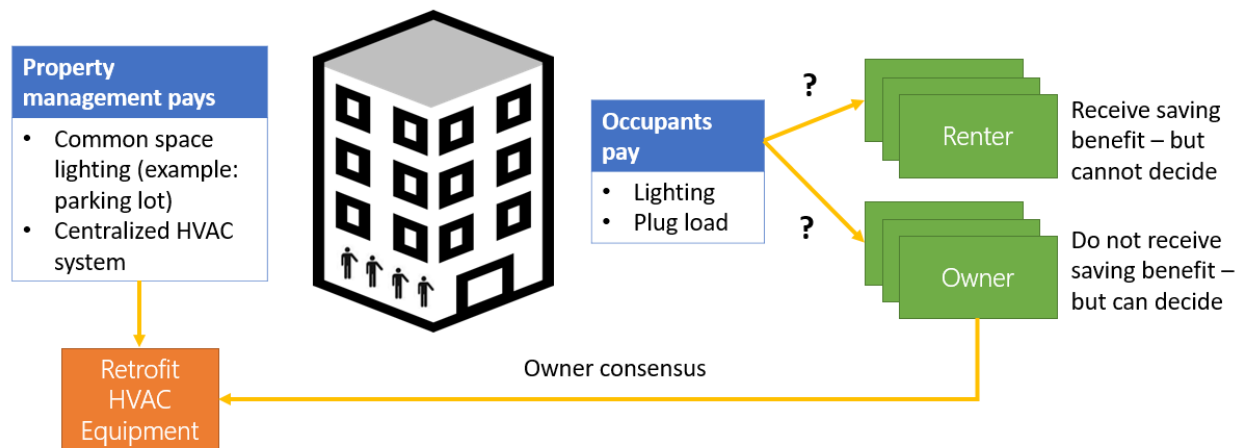 Property
management pays
• Common space
lighting (example:
parking lot)
• Centralized HVAC
system
Retrofit
HVAC
Equipment
Occupants
pay
• Lighting
• Plug load
?
?
Renter
Receive saving
benefit – but
cannot decide
Owner
Do not receive
saving benefit –
but can decide
Owner consensus